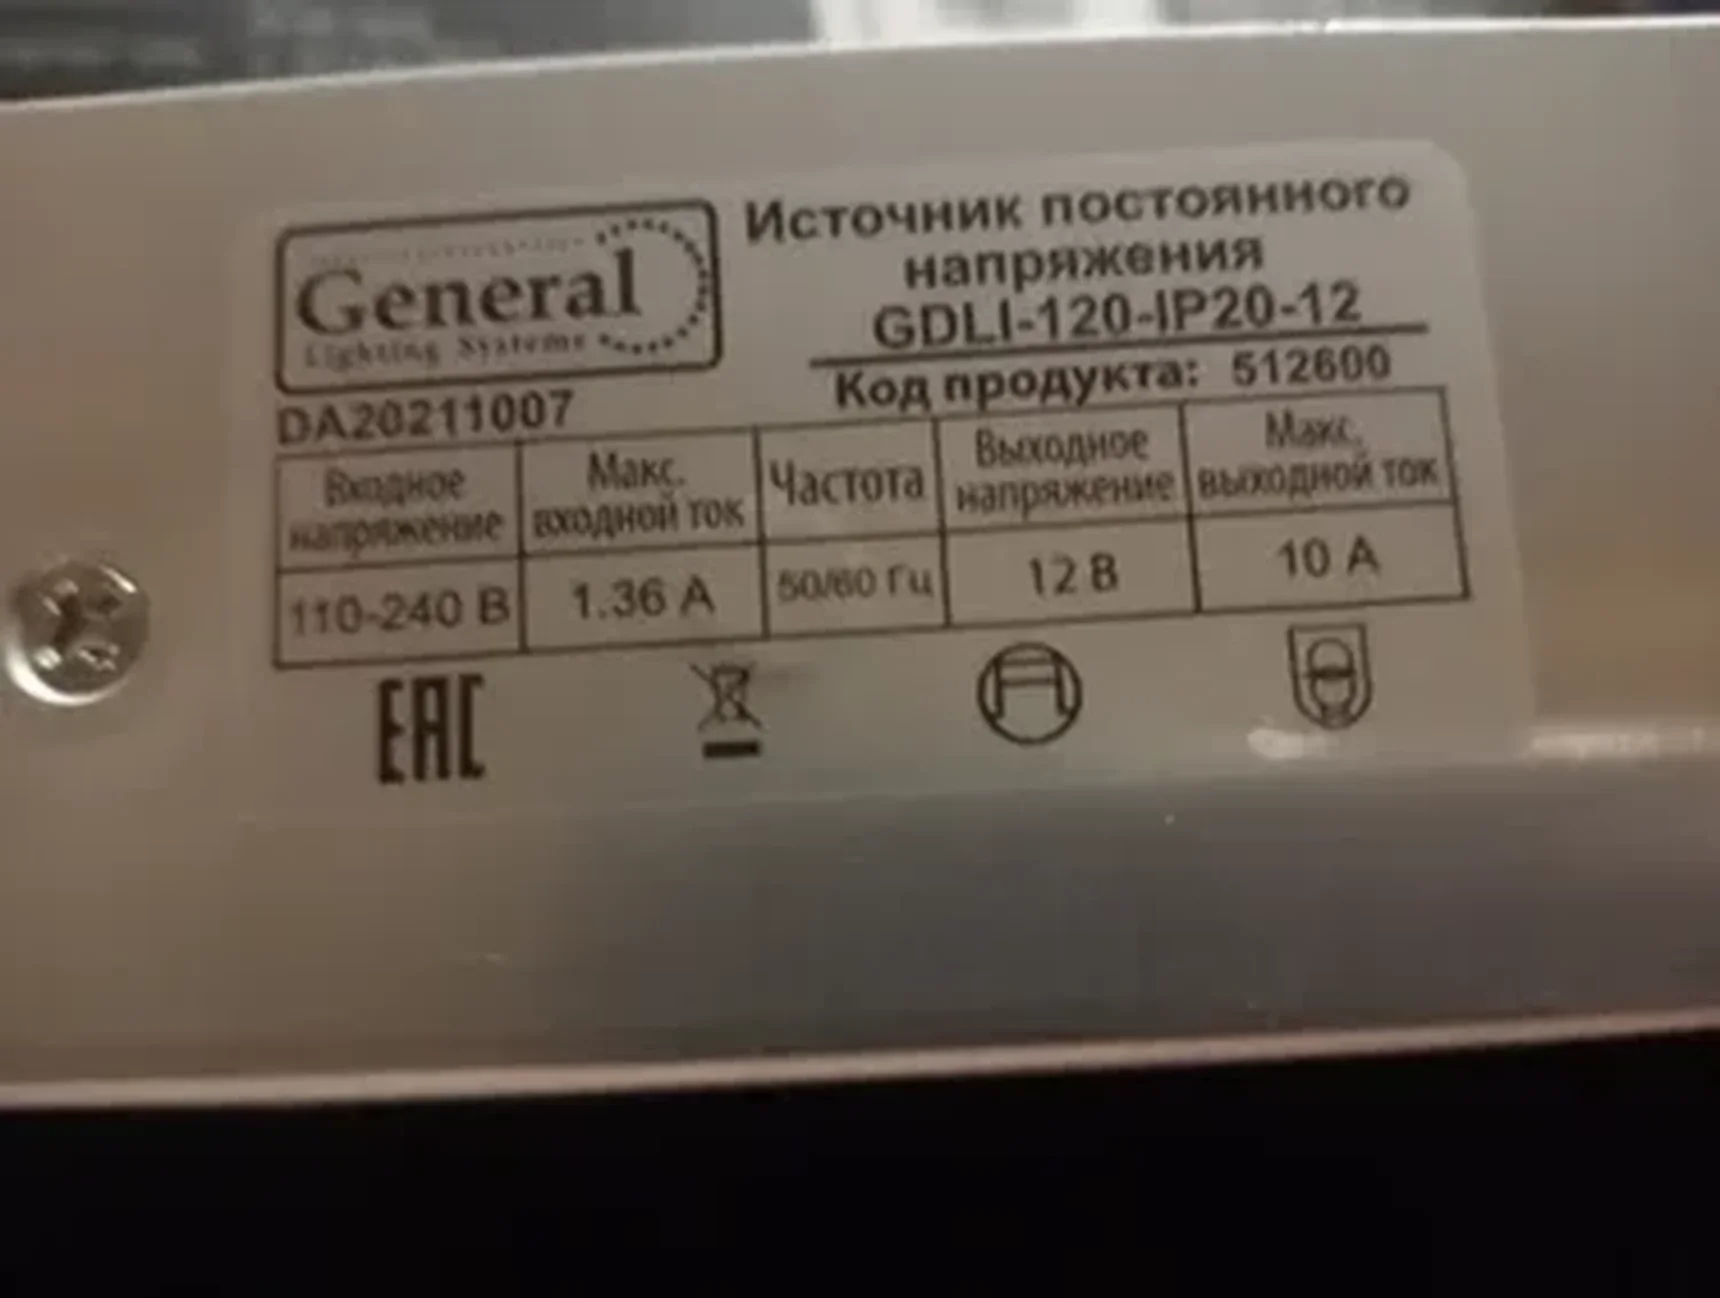 General
Lighting Systems
Источник постоянного
напряжения
GDLI-120-IP20-12
Код продукта: 512600
DA20211007
Входное напряжение
Макс. входной ток
Частота
Выходное напряжение
Макс. выходной ток
110-240 В
1.36 А
50/60 Гц
12 В
10 А
EAC